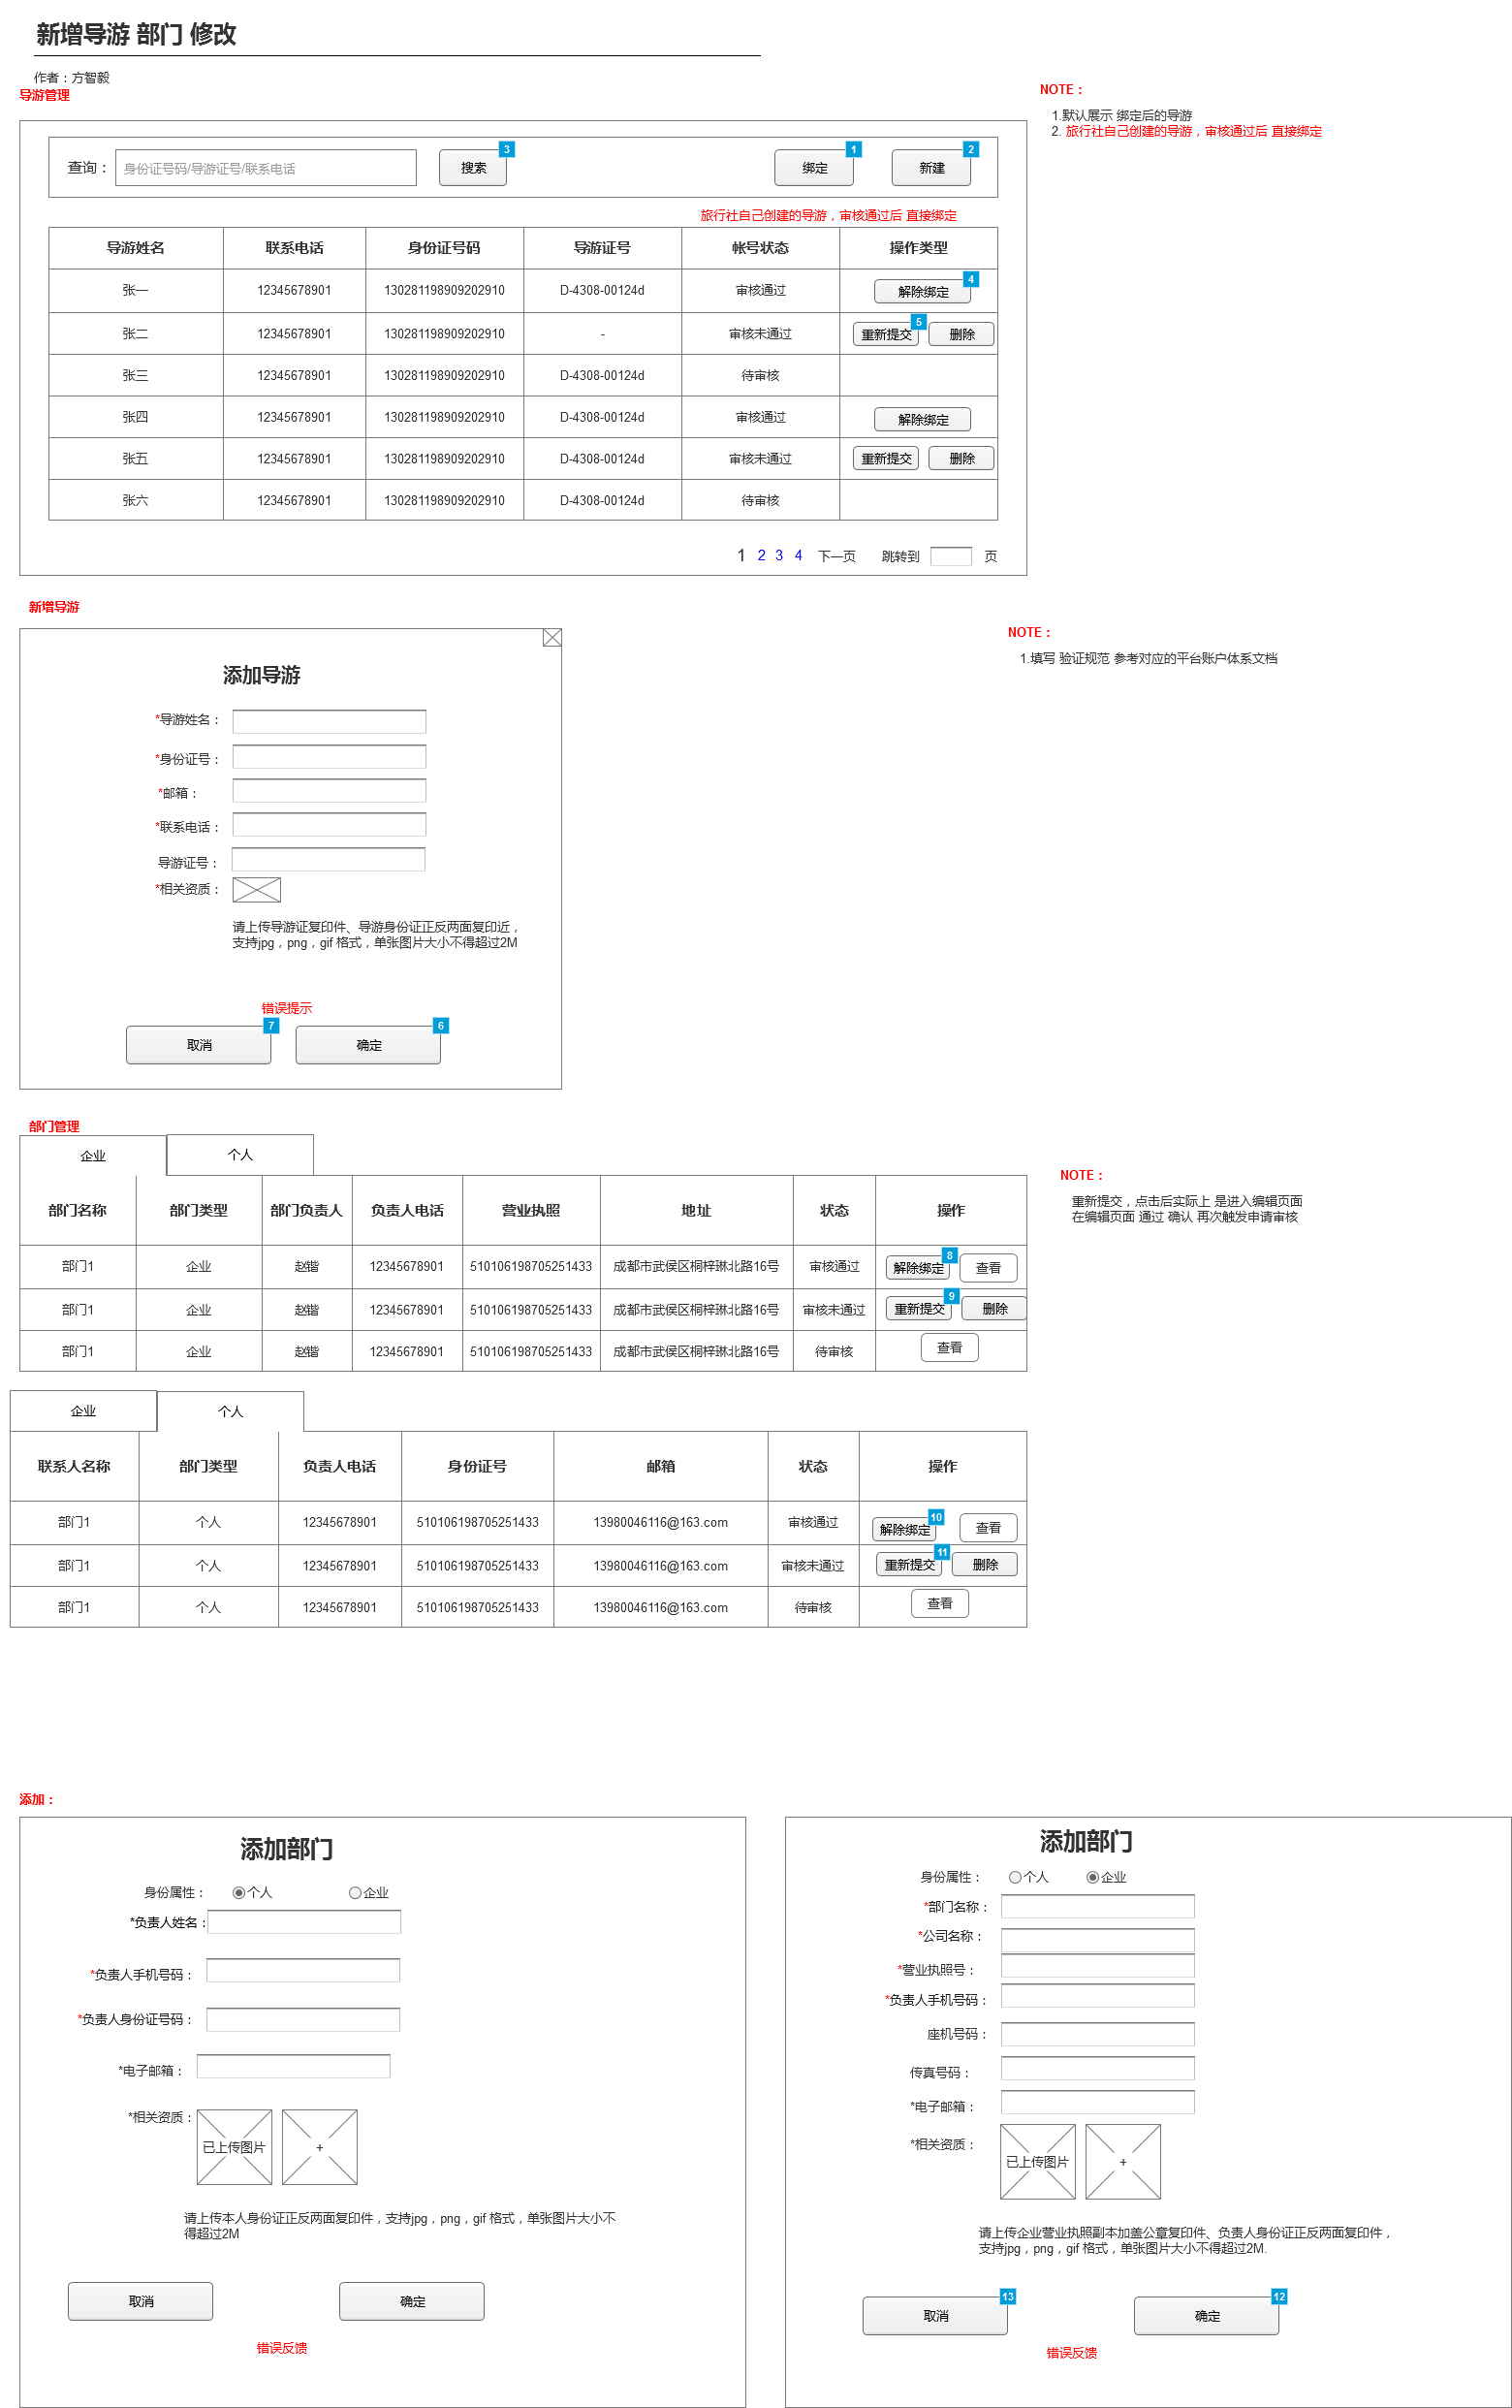 新增导游 部门 修改
作者：方智毅
导游管理
NOTE：
1.默认展示 绑定后的导游
2. 旅行社自己创建的导游，审核通过后 直接绑定
查询： 身份证号码/导游证号/联系电话 搜索 3 绑定 1 新建 2
旅行社自己创建的导游，审核通过后 直接绑定
导游姓名 联系电话 身份证号码 导游证号 帐号状态 操作类型
张一 12345678901 130281198909202910 D-4308-00124d 审核通过 解除绑定 4
张二 12345678901 130281198909202910 - 审核未通过 重新提交 5 删除
张三 12345678901 130281198909202910 D-4308-00124d 待审核
张四 12345678901 130281198909202910 D-4308-00124d 审核通过 解除绑定
张五 12345678901 130281198909202910 D-4308-00124d 审核未通过 重新提交 删除
张六 12345678901 130281198909202910 D-4308-00124d 待审核
1 2 3 4 下一页 跳转到 页
新增导游
NOTE：
1.填写 验证规范 参考对应的平台账户体系文档
添加导游
*导游姓名：
*身份证号：
*邮箱：
*联系电话：
导游证号：
*相关资质：
请上传导游证复印件、导游身份证正反两面复印近，
支持jpg，png，gif 格式，单张图片大小不得超过2M
错误提示
取消 7 确定 6
部门管理
企业 个人
NOTE：
重新提交，点击后实际上 是进入编辑页面
在编辑页面 通过 确认 再次触发申请审核
部门名称 部门类型 部门负责人 负责人电话 营业执照 地址 状态 操作
部门1 企业 赵锴 12345678901 510106198705251433 成都市武侯区桐梓琳北路16号 审核通过 解除绑定 8 查看
部门1 企业 赵锴 12345678901 510106198705251433 成都市武侯区桐梓琳北路16号 审核未通过 重新提交 9 删除
部门1 企业 赵锴 12345678901 510106198705251433 成都市武侯区桐梓琳北路16号 待审核 查看
企业 个人
联系人名称 部门类型 负责人电话 身份证号 邮箱 状态 操作
部门1 个人 12345678901 510106198705251433 13980046116@163.com 审核通过 解除绑定 10 查看
部门1 个人 12345678901 510106198705251433 13980046116@163.com 审核未通过 重新提交 11 删除
部门1 个人 12345678901 510106198705251433 13980046116@163.com 待审核 查看
添加：
添加部门
身份属性： 个人 企业
*负责人姓名：
*负责人手机号码：
*负责人身份证号码：
*电子邮箱：
*相关资质： 已上传图片 +
请上传本人身份证正反两面复印件，支持jpg，png，gif 格式，单张图片大小不
得超过2M
取消 确定
错误反馈
添加部门
身份属性： 个人 企业
*部门名称：
*公司名称：
*营业执照号：
*负责人手机号码：
座机号码：
传真号码：
*电子邮箱：
*相关资质： 已上传图片 +
请上传企业营业执照副本加盖公章复印件、负责人身份证正反两面复印件，
支持jpg，png，gif 格式，单张图片大小不得超过2M.
取消 13 确定 12
错误反馈